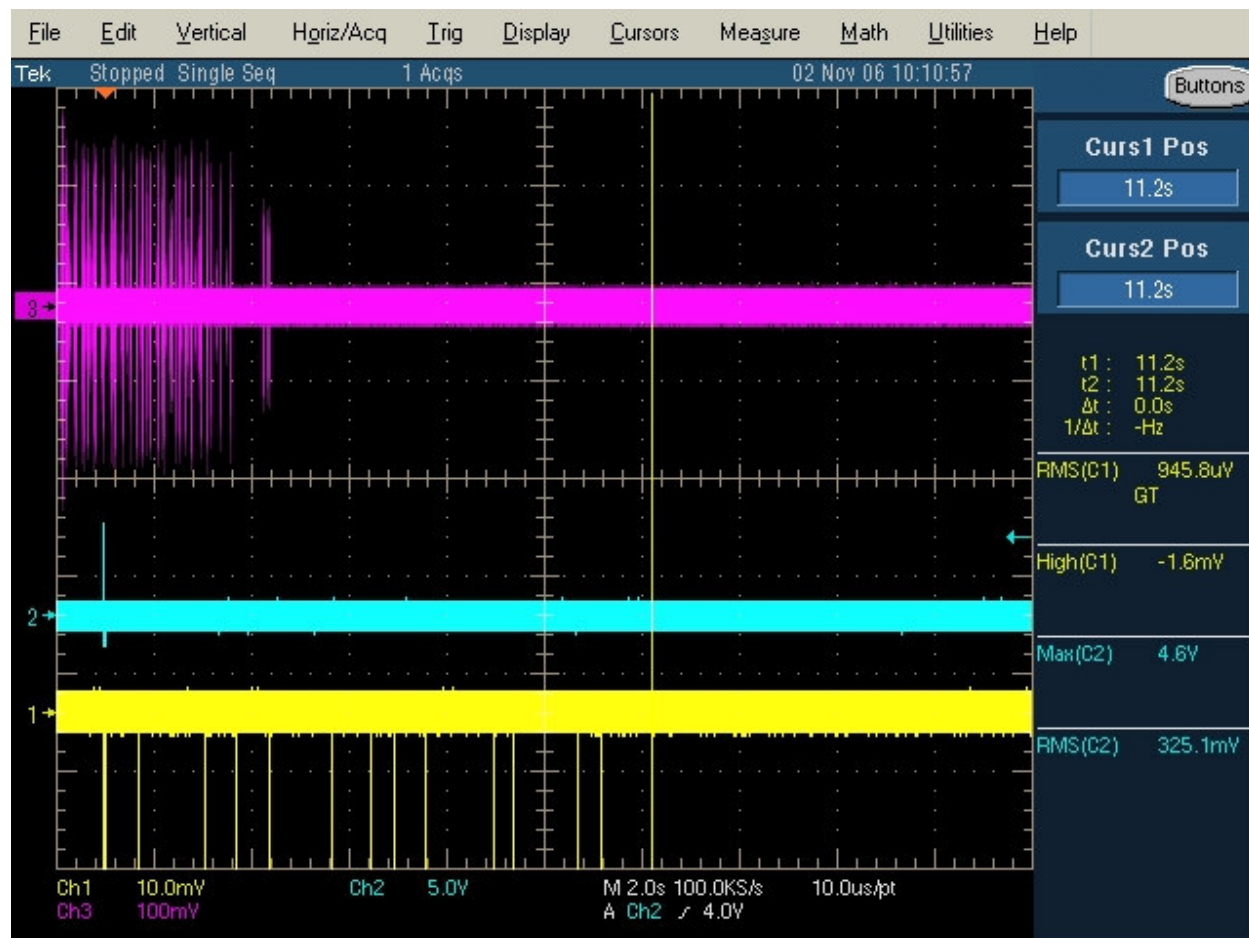 File Edit Vertical Horiz/Acq Trig Display Cursors Measure Math Utilities Help
Tek Stopped Single Seq 1 Acqs 02 Nov 06 10:10:57
Buttons
Curs1 Pos
11.2s
Curs2 Pos
11.2s
3
t1 : 11.2s
t2 : 11.2s
Δt : 0.0s
1/Δt : -Hz
RMS(C1) 945.8uV
GT
High(C1) -1.6mV
2
Max(C2) 4.6V
1
RMS(C2) 325.1mV
Ch1 10.0mV Ch2 5.0V M 2.0s 100.0KS/s 10.0us/pt
Ch3 100mV A Ch2 / 4.0V